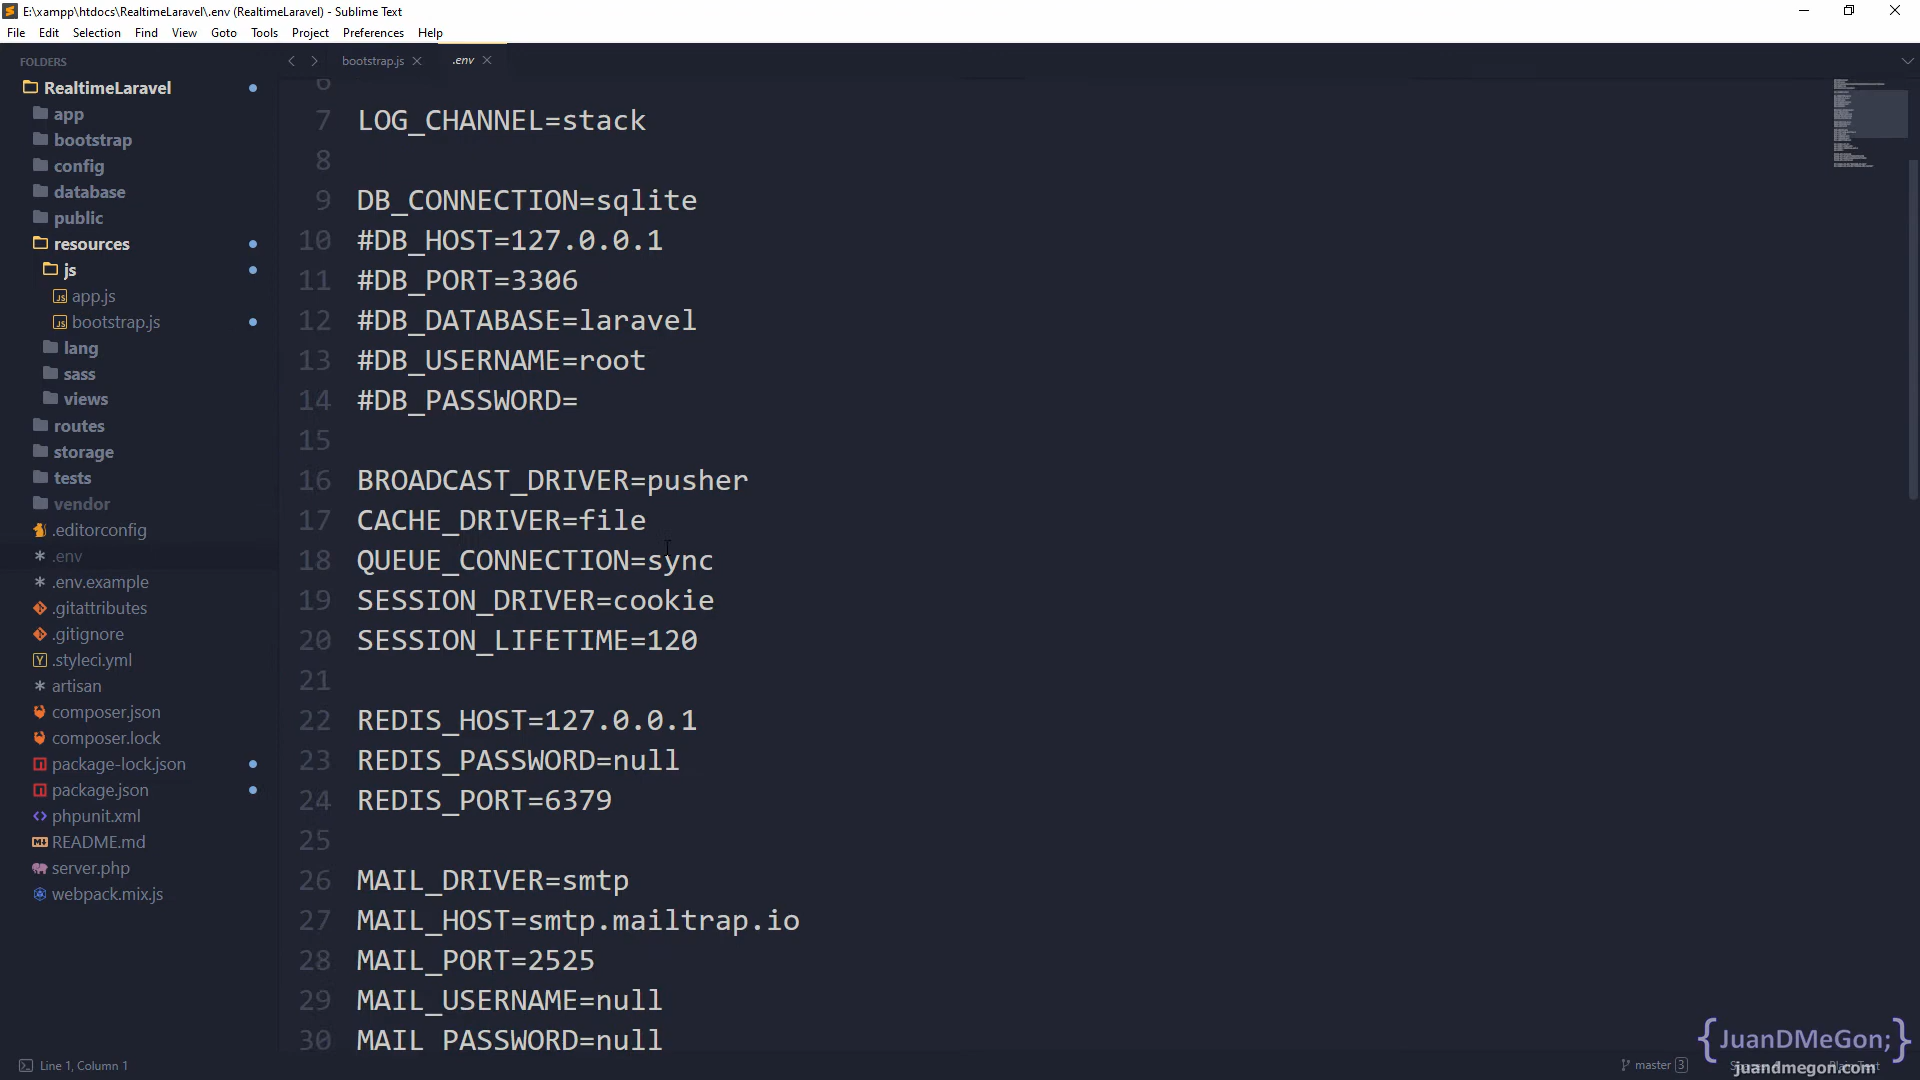 E:\xampp\htdocs\RealtimeLaravel\.env (RealtimeLaravel) - Sublime Text
File Edit Selection Find View Goto Tools Project Preferences Help
FOLDERS
RealtimeLaravel
app
bootstrap
config
database
public
resources
js
app.js
bootstrap.js
lang
sass
views
routes
storage
tests
vendor
.editorconfig
.env
.env.example
.gitattributes
.gitignore
.styleci.yml
artisan
composer.json
composer.lock
package-lock.json
package.json
phpunit.xml
README.md
server.php
webpack.mix.js
bootstrap.js
.env
6
7 LOG_CHANNEL=stack
8
9 DB_CONNECTION=sqlite
10 #DB_HOST=127.0.0.1
11 #DB_PORT=3306
12 #DB_DATABASE=laravel
13 #DB_USERNAME=root
14 #DB_PASSWORD=
15
16 BROADCAST_DRIVER=pusher
17 CACHE_DRIVER=file
18 QUEUE_CONNECTION=sync
19 SESSION_DRIVER=cookie
20 SESSION_LIFETIME=120
21
22 REDIS_HOST=127.0.0.1
23 REDIS_PASSWORD=null
24 REDIS_PORT=6379
25
26 MAIL_DRIVER=smtp
27 MAIL_HOST=smtp.mailtrap.io
28 MAIL_PORT=2525
29 MAIL_USERNAME=null
30 MAIL_PASSWORD=null
Line 1, Column 1
master 3
{JuanDMeGon;}
juandmegon.com